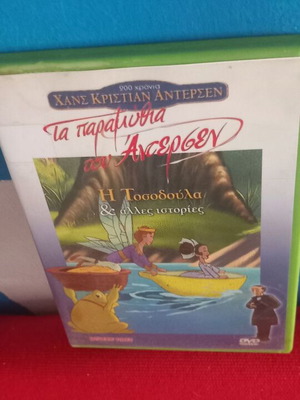 200 χρόνια
ΧΑΝΣ ΚΡΙΣΤΙΑΝ ΑΝΤΕΡΣΕΝ
Τα παραμύθια
του Άντερσεν
Η Τοσοδούλα
& άλλες ιστορίες
DVD